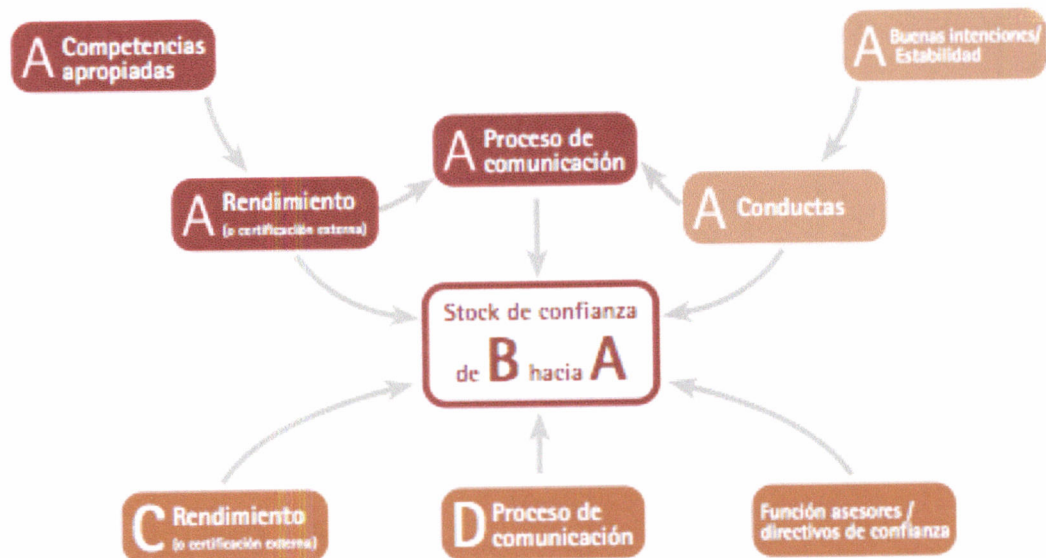 A Competencias
apropiadas
A Buenas intenciones/
Estabilidad
A Proceso de
comunicación
A Rendimiento
(o certificación externa)
A Conductas
Stock de confianza
de B hacia A
C Rendimiento
(o certificación externa)
D Proceso de
comunicación
Función asesores /
directivos de confianza